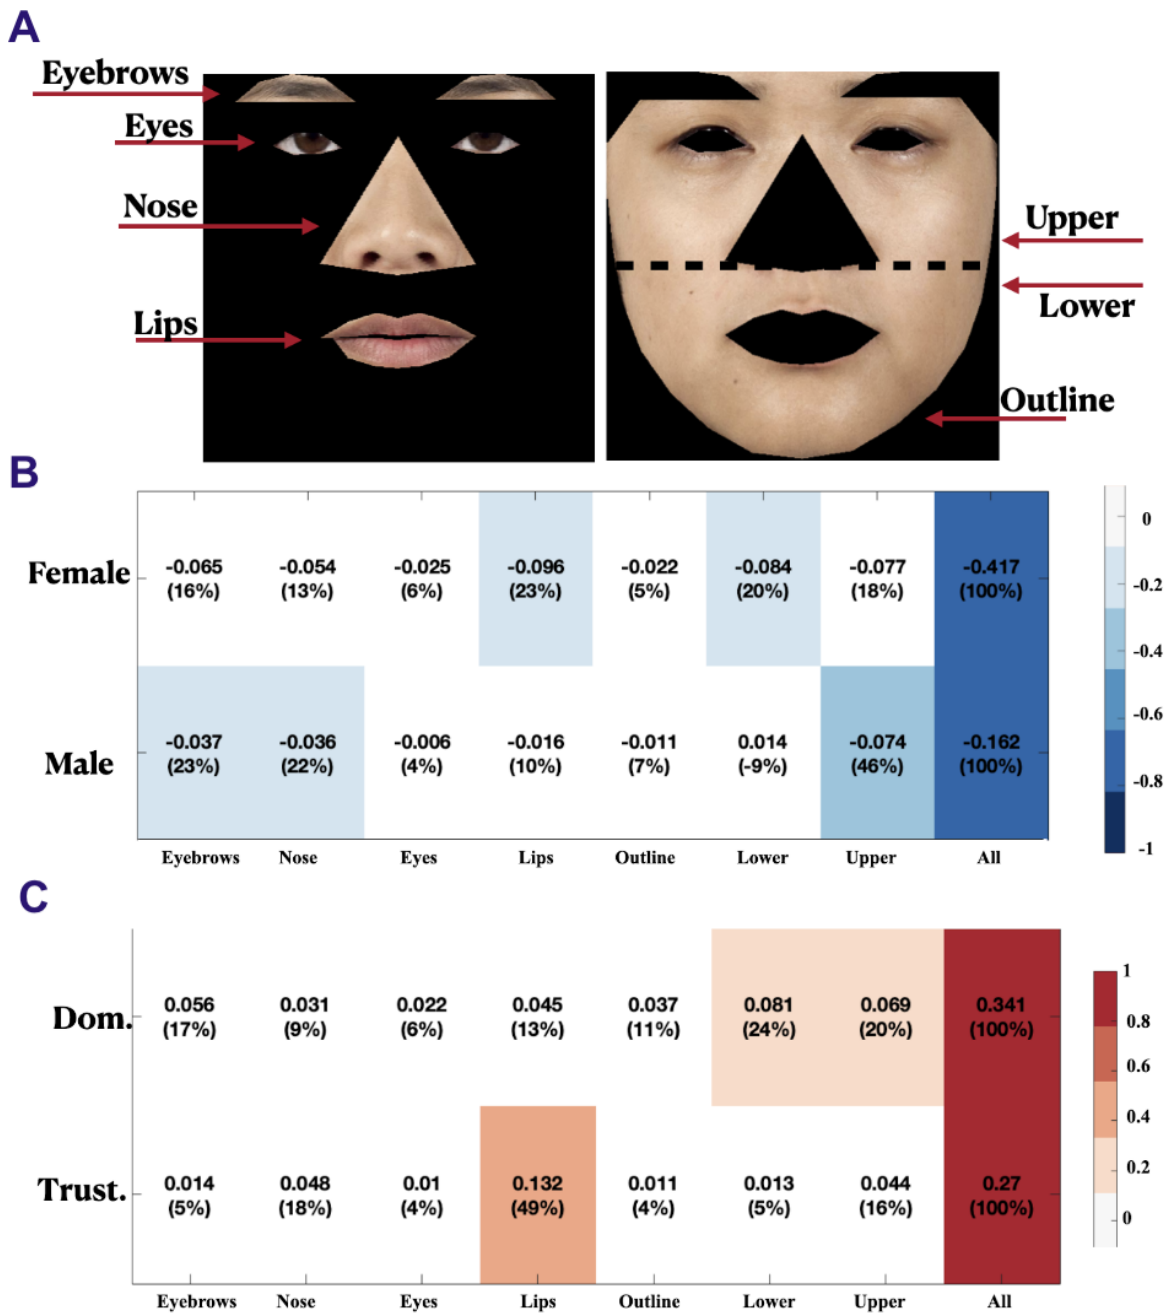 A
Eyebrows
Eyes
Nose
Lips
Upper
Lower
Outline
B
Female
-0.065 -0.054 -0.025 -0.096 -0.022 -0.084 -0.077 -0.417
(16%) (13%) (6%) (23%) (5%) (20%) (18%) (100%)
Male
-0.037 -0.036 -0.006 -0.016 -0.011 0.014 -0.074 -0.162
(23%) (22%) (4%) (10%) (7%) (-9%) (46%) (100%)
Eyebrows Nose Eyes Lips Outline Lower Upper All
0
-0.2
-0.4
-0.6
-0.8
-1
C
Dom.
0.056 0.031 0.022 0.045 0.037 0.081 0.069 0.341
(17%) (9%) (6%) (13%) (11%) (24%) (20%) (100%)
Trust.
0.014 0.048 0.01 0.132 0.011 0.013 0.044 0.27
(5%) (18%) (4%) (49%) (4%) (5%) (16%) (100%)
Eyebrows Nose Eyes Lips Outline Lower Upper All
1
0.8
0.6
0.4
0.2
0